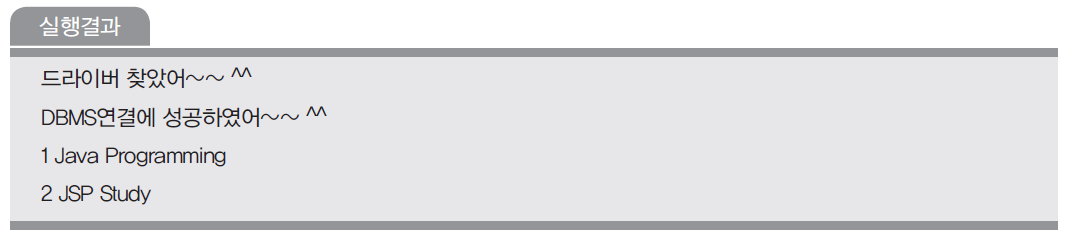 실행결과
드라이버 찾았어~~ ^^
DBMS연결에 성공하였어~~ ^^
1 Java Programming
2 JSP Study